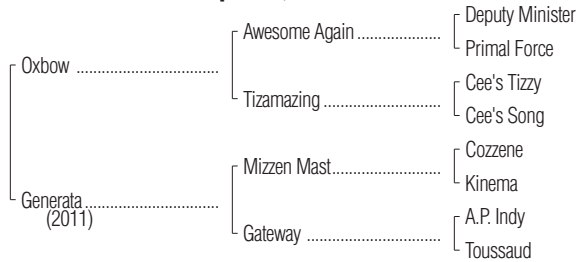 Deputy Minister
Awesome Again ....................
Primal Force
Oxbow ..................................
Cee's Tizzy
Tizamazing ...........................
Cee's Song
Cozzene
Mizzen Mast..........................
Kinema
Generata................................
(2011)
A.P. Indy
Gateway ................................
Toussaud